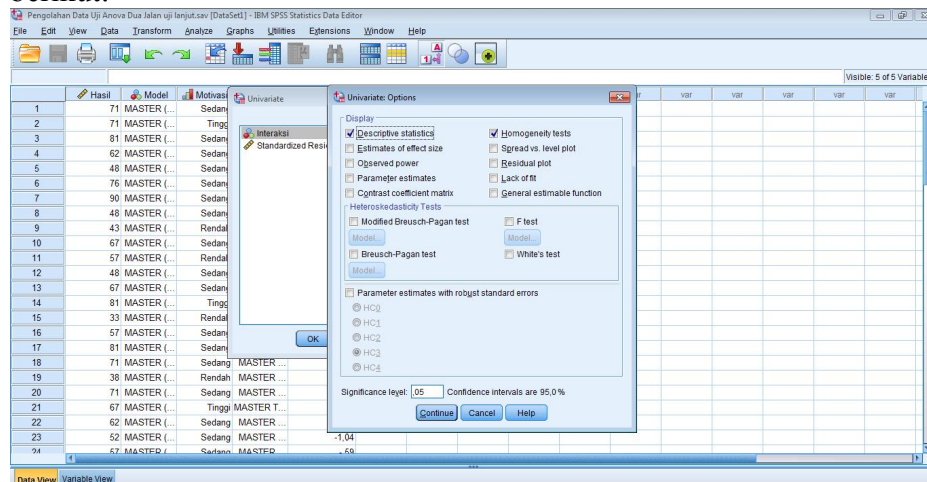 Pengolahan Data Uji Anova Dua Jalan uji lanjut.sav [DataSet1] - IBM SPSS Statistics Data Editor
File Edit View Data Transform Analyze Graphs Utilities Extensions Window Help
Visible: 5 of 5 Variable
Hasil Model Motivasi var var var var var
1 71 MASTER (... Sedang
2 71 MASTER (... Tingg
3 81 MASTER (... Sedang
4 62 MASTER (... Sedang
5 48 MASTER (... Sedang
6 76 MASTER (... Sedang
7 90 MASTER (... Sedang
8 48 MASTER (... Sedang
9 43 MASTER (... Rendah
10 67 MASTER (... Sedang
11 57 MASTER (... Rendah
12 48 MASTER (... Sedang
13 67 MASTER (... Sedang
14 81 MASTER (... Tingg
15 33 MASTER (... Rendah
16 57 MASTER (... Sedang
17 81 MASTER (... Sedang
18 71 MASTER (... Sedang MASTER ...
19 38 MASTER (... Rendah MASTER ...
20 71 MASTER (... Sedang MASTER ...
21 67 MASTER (... Tinggi MASTER T...
22 62 MASTER (... Sedang MASTER ...
23 52 MASTER (... Sedang MASTER ... -1,04
24 57 MASTER ( Sedang MASTER -,59
Data View Variable View
Univariate
Interaksi
Standardized Resi
OK
Univariate: Options
Display
Descriptive statistics Homogeneity tests
Estimates of effect size Spread vs. level plot
Observed power Residual plot
Parameter estimates Lack of fit
Contrast coefficient matrix General estimable function
Heteroskedasticity Tests
Modified Breusch-Pagan test F test
Model... Model...
Breusch-Pagan test White's test
Model...
Parameter estimates with robust standard errors
HC0
HC1
HC2
HC3
HC4
Significance level: .05 Confidence intervals are 95,0 %
Continue Cancel Help